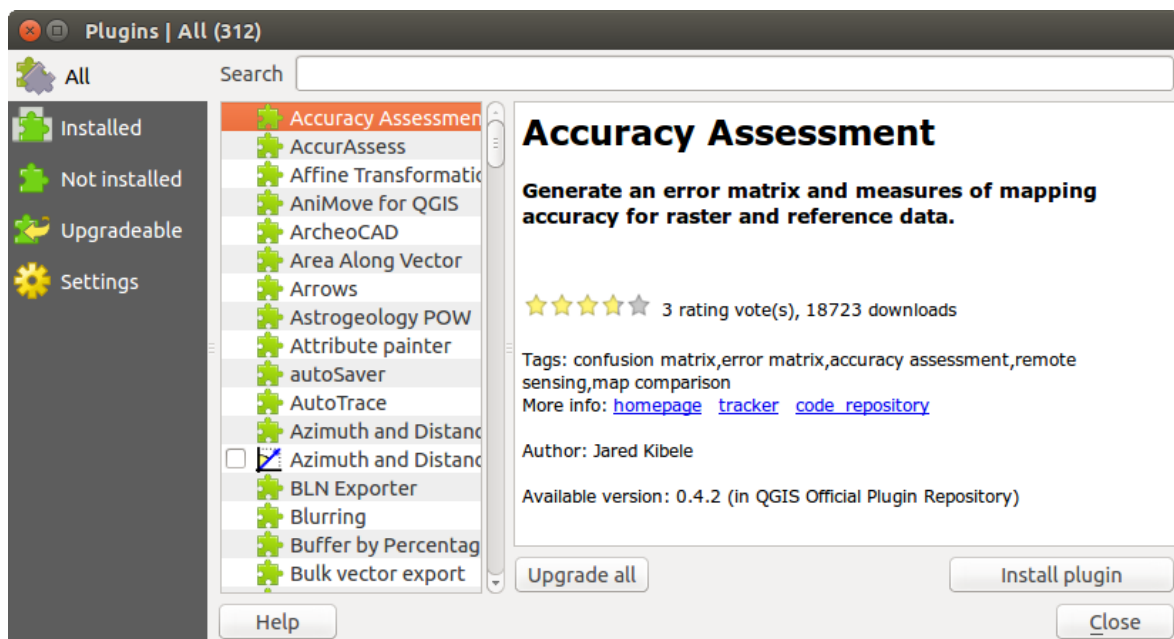 Plugins | All (312)
All
Installed
Not installed
Upgradeable
Settings
Search
Accuracy Assessmen
AccurAssess
Affine Transformatic
AniMove for QGIS
ArcheoCAD
Area Along Vector
Arrows
Astrogeology POW
Attribute painter
autoSaver
AutoTrace
Azimuth and Distanc
Azimuth and Distanc
BLN Exporter
Blurring
Buffer by Percentag
Bulk vector export
Accuracy Assessment
Generate an error matrix and measures of mapping
accuracy for raster and reference data.
3 rating vote(s), 18723 downloads
Tags: confusion matrix,error matrix,accuracy assessment,remote
sensing,map comparison
More info: homepage tracker code_repository
Author: Jared Kibele
Available version: 0.4.2 (in QGIS Official Plugin Repository)
Upgrade all
Install plugin
Help
Close